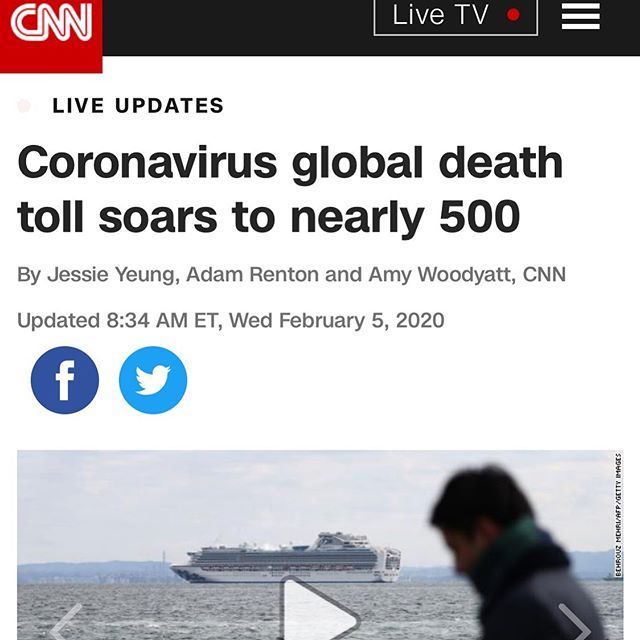 CNN
Live TV
LIVE UPDATES
Coronavirus global death
toll soars to nearly 500
By Jessie Yeung, Adam Renton and Amy Woodyatt, CNN
Updated 8:34 AM ET, Wed February 5, 2020
f
BEHROUZ MEHRI/AFP/GETTY IMAGES